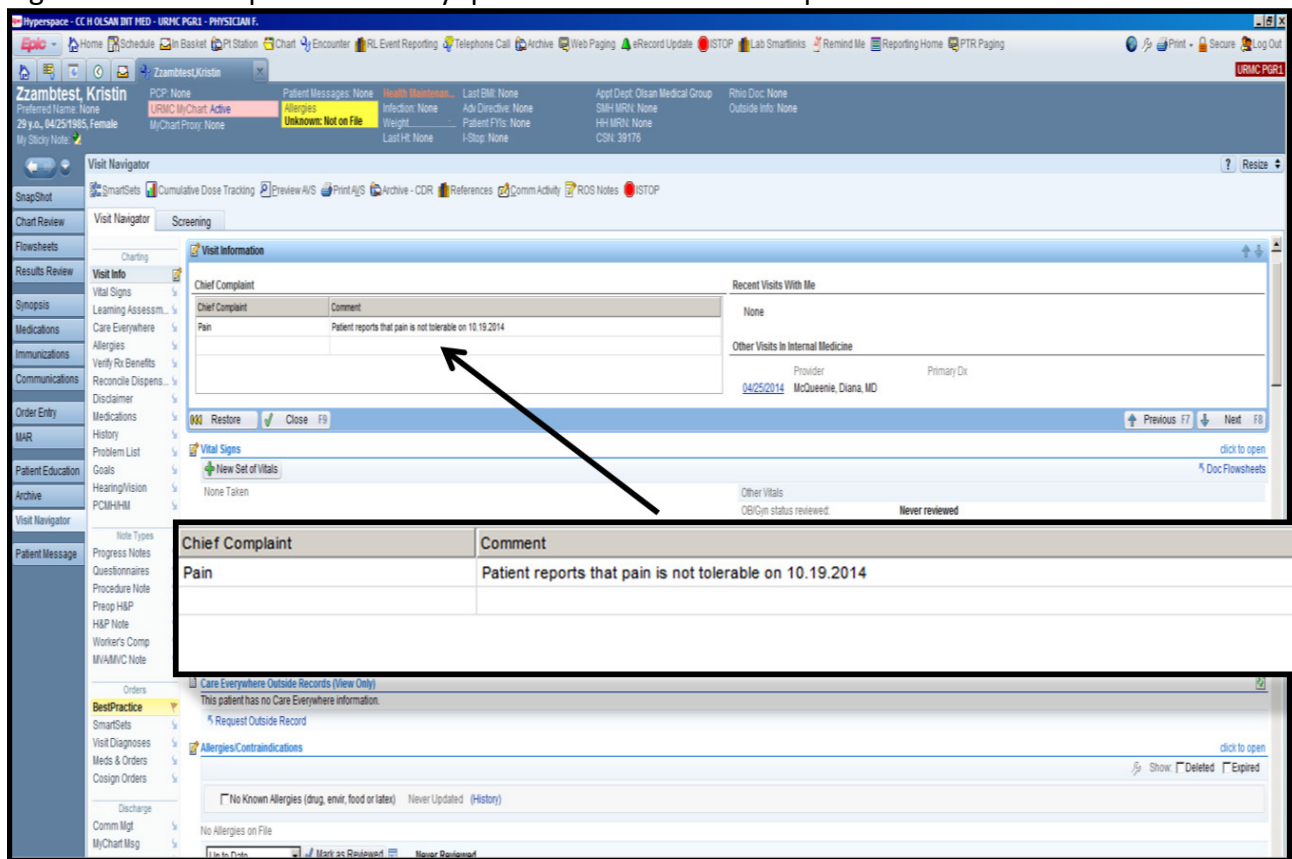 Hyperspace - CC H OLSAN INT MED - URMC PGR1 - PHYSICIAN F.
Epic Home Schedule In Basket Pt Station Chart Encounter RL Event Reporting Telephone Call Archive Web Paging eRecord Update ISTOP Lab Smartlinks Remind Me Reporting Home PTR Paging Print Secure Log Out
Zzambtest,Kristin URMC PGR1
Zzambtest, Kristin PCP: None Patient Messages: None Health Maintenan... Last BMI: None Appt Dept: Olsan Medical Group Rhio Doc: None
Preferred Name: None URMC MyChart: Active Allergies Infection: None Adv Directive: None SMH MRN: None Outside Info: None
29 y.o., 04/25/1985, Female MyChart Proxy: None Unknown: Not on File Weight: Patient FYIs: None HH MRN: None
My Sticky Note: Last Ht: None I-Stop: None CSN: 39176
Visit Navigator ? Resize
SmartSets Cumulative Dose Tracking Preview AVS Print AVS Archive - CDR References Comm Activity ROS Notes ISTOP
Visit Navigator Screening
SnapShot
Chart Review
Flowsheets
Results Review
Synopsis
Medications
Immunizations
Communications
Order Entry
MAR
Patient Education
Archive
Visit Navigator
Patient Message
Charting
Visit Info
Vital Signs
Learning Assessm...
Care Everywhere
Allergies
Verify Rx Benefits
Reconcile Dispens...
Disclaimer
Medications
History
Problem List
Goals
Hearing/Vision
PCMH/HM
Note Types
Progress Notes
Questionnaires
Procedure Note
Preop H&P
H&P Note
Worker's Comp
MVA/MVC Note
Orders
BestPractice
SmartSets
Visit Diagnoses
Meds & Orders
Cosign Orders
Discharge
Comm Mgt
MyChart Msg
Visit Information
Chief Complaint Recent Visits With Me
Chief Complaint Comment None
Pain Patient reports that pain is not tolerable on 10.19.2014
Other Visits In Internal Medicine
Provider Primary Dx
04/25/2014 McQueenie, Diana, MD
Restore Close F9 Previous F7 Next F8
Vital Signs click to open
New Set of Vitals Doc Flowsheets
None Taken Other Vitals
OB/Gyn status reviewed: Never reviewed
Chief Complaint Comment
Pain Patient reports that pain is not tolerable on 10.19.2014
Care Everywhere Outside Records (View Only)
This patient has no Care Everywhere information.
Request Outside Record
Allergies/Contraindications click to open
Show: Deleted Expired
No Known Allergies (drug, envir, food or latex) Never Updated (History)
No Allergies on File
Up to Date Mark as Reviewed Never Reviewed